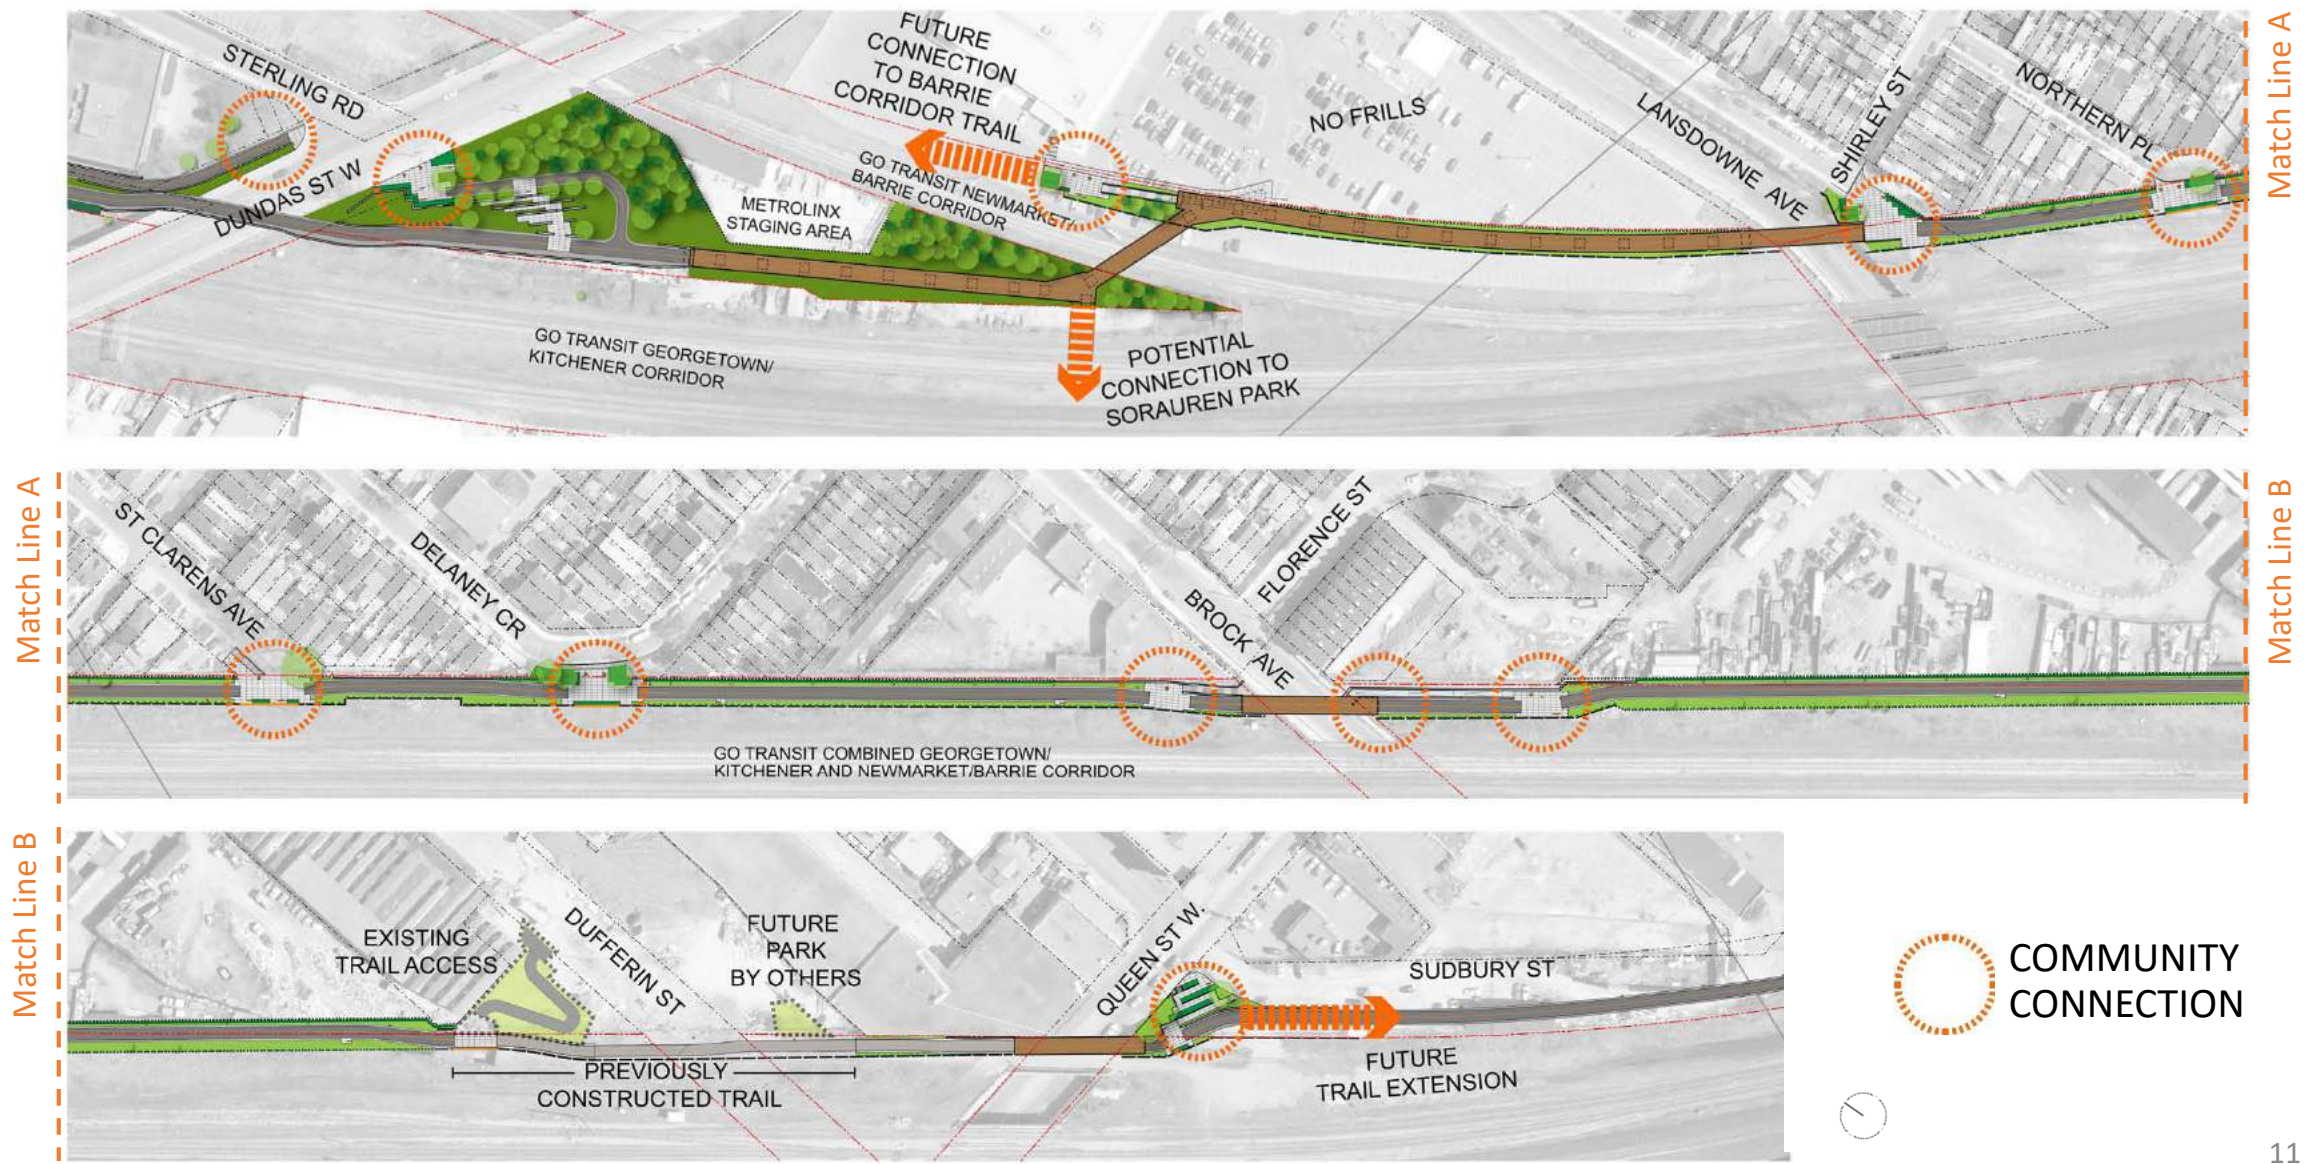 STERLING RD
DUNDAS ST W
FUTURE
CONNECTION
TO BARRIE
CORRIDOR TRAIL
METROLINX
STAGING AREA
GO TRANSIT NEWMARKET/
BARRIE CORRIDOR
NO FRILLS
LANSDOWNE AVE
SHIRLEY ST
NORTHERN PL
Match Line A
GO TRANSIT GEORGETOWN/
KITCHENER CORRIDOR
POTENTIAL
CONNECTION TO
SORAUREN PARK
Match Line A
ST CLARENS AVE
DELANEY CR
BROCK AVE
FLORENCE ST
Match Line B
GO TRANSIT COMBINED GEORGETOWN/
KITCHENER AND NEWMARKET/BARRIE CORRIDOR
Match Line B
EXISTING
TRAIL ACCESS
DUFFERIN ST
FUTURE
PARK
BY OTHERS
QUEEN ST W.
SUDBURY ST
PREVIOUSLY
CONSTRUCTED TRAIL
FUTURE
TRAIL EXTENSION
COMMUNITY
CONNECTION
11